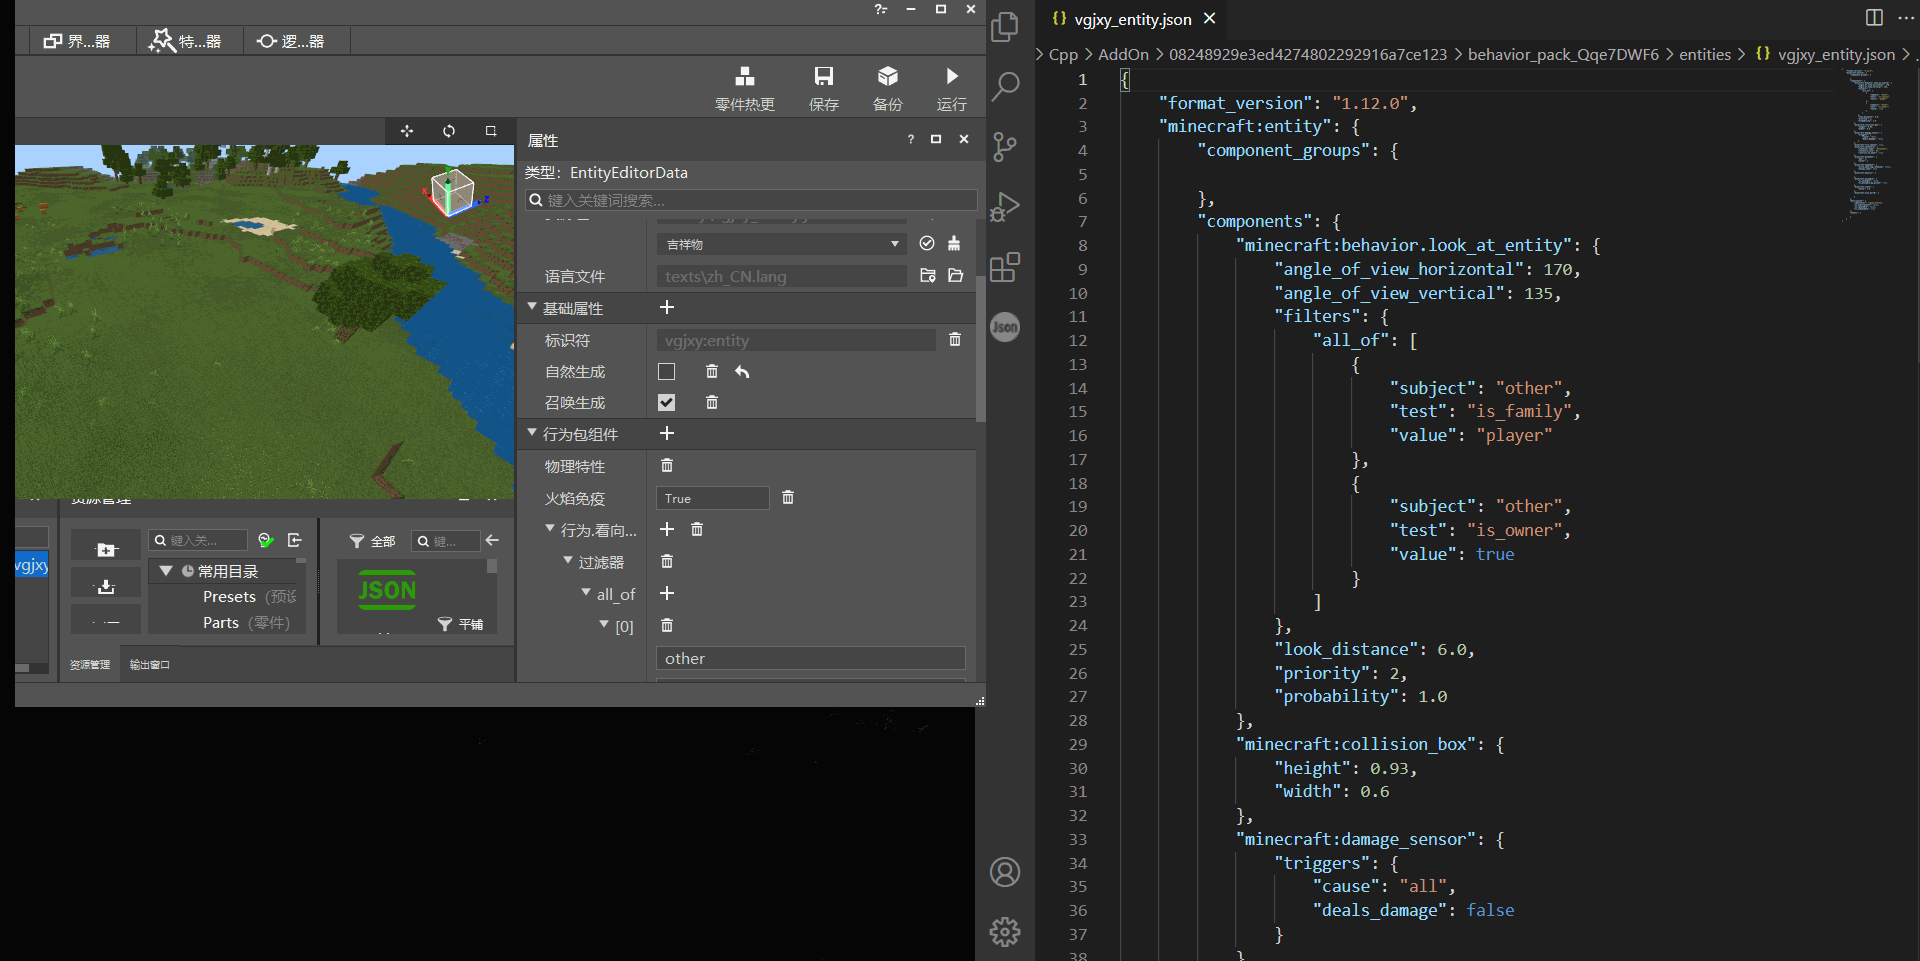 界...器
特...器
逻...器
零件热更
保存
备份
运行
属性
类型： EntityEditorData
键入关键词搜索...
吉祥物
语言文件
texts\zh_CN.lang
基础属性
标识符
vgjxy:entity
自然生成
召唤生成
行为包组件
物理特性
火焰免疫
True
行为.看向...
过滤器
all_of
[0]
other
资源管理
vgjxy
键入关...
常用目录
Presets
Parts (零件)
全部
键...
JSON
平铺
资源管理
输出窗口
Json
{} vgjxy_entity.json
> Cpp > AddOn > 08248929e3ed4274802292916a7ce123 > behavior_pack_Qqe7DWF6 > entities > {} vgjxy_entity.json >
1 {
2 "format_version": "1.12.0",
3 "minecraft:entity": {
4 "component_groups": {
5
6 },
7 "components": {
8 "minecraft:behavior.look_at_entity": {
9 "angle_of_view_horizontal": 170,
10 "angle_of_view_vertical": 135,
11 "filters": {
12 "all_of": [
13 {
14 "subject": "other",
15 "test": "is_family",
16 "value": "player"
17 },
18 {
19 "subject": "other",
20 "test": "is_owner",
21 "value": true
22 }
23 ]
24 },
25 "look_distance": 6.0,
26 "priority": 2,
27 "probability": 1.0
28 },
29 "minecraft:collision_box": {
30 "height": 0.93,
31 "width": 0.6
32 },
33 "minecraft:damage_sensor": {
34 "triggers": {
35 "cause": "all",
36 "deals_damage": false
37 }
38 }